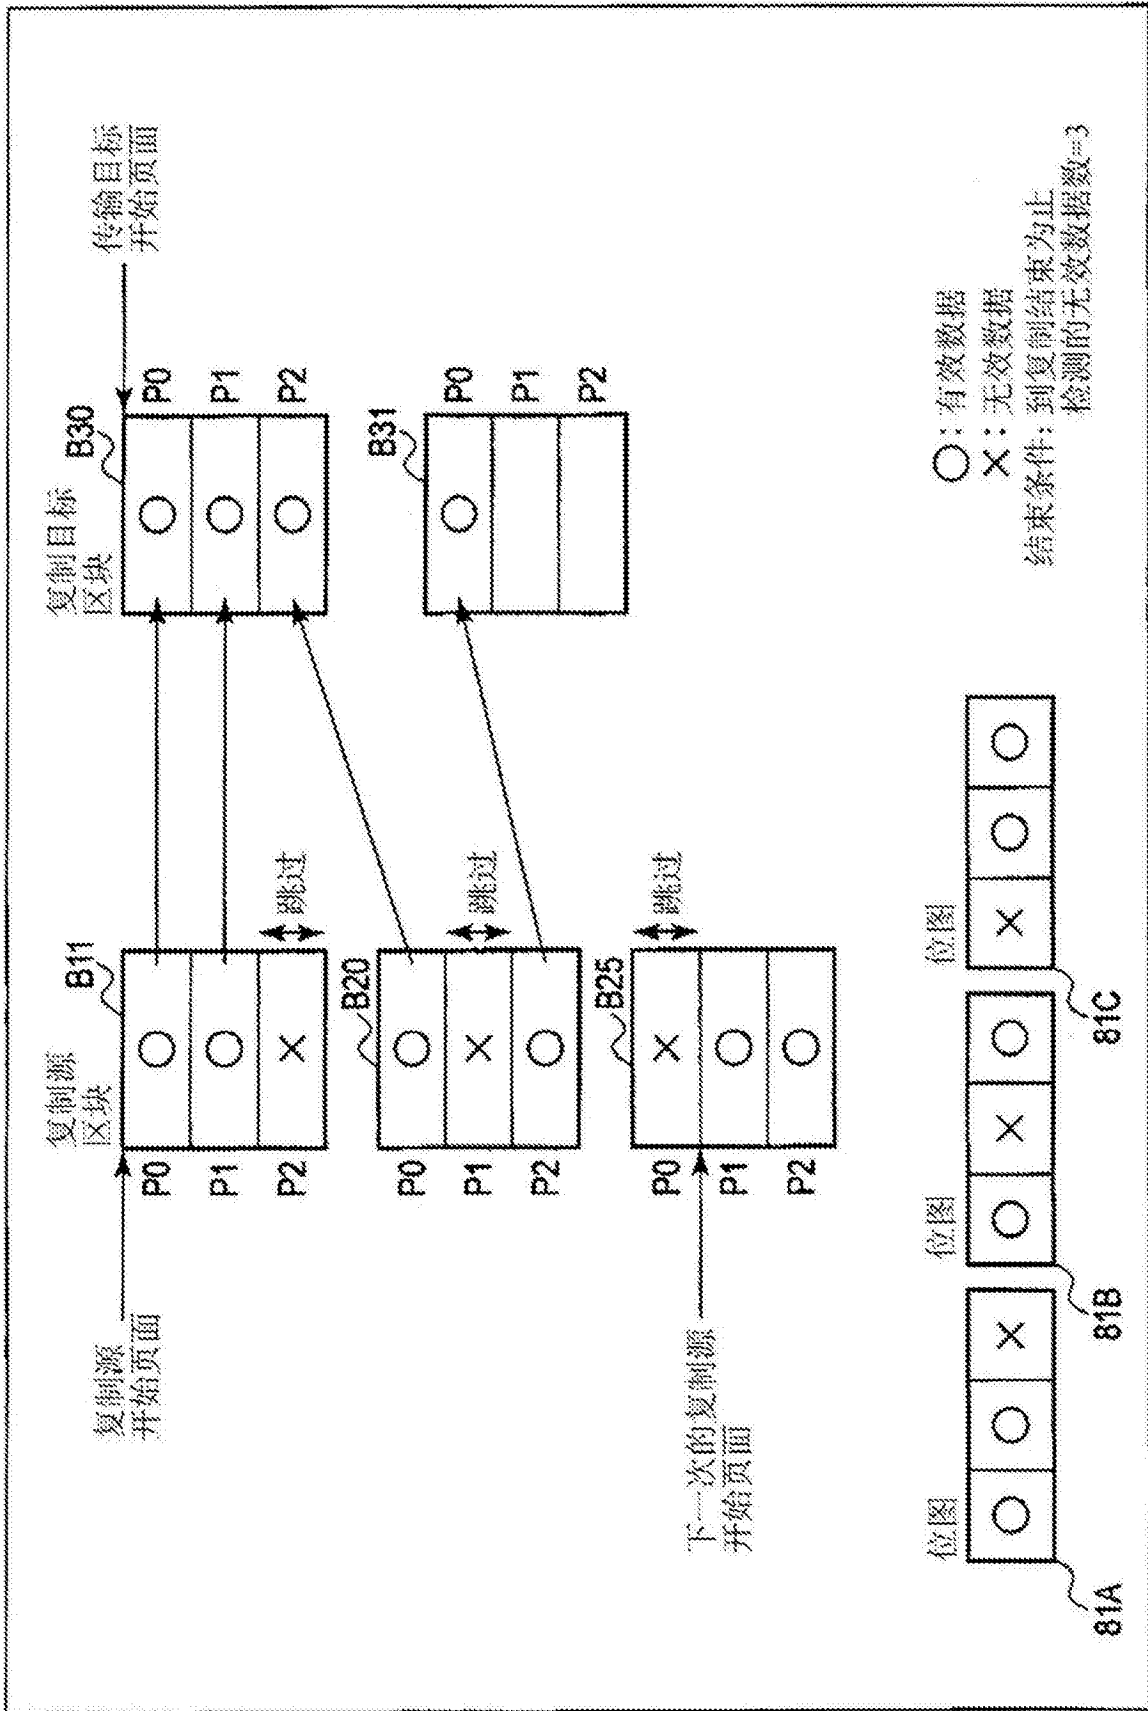 复制源
开始页面
复制源
区块
B11
P0
P1
P2
跳过
B20
P0
P1
P2
跳过
B25
P0
P1
P2
跳过
下一次的复制源
开始页面
复制目标
区块
B30
P0
P1
P2
传输目标
开始页面
B31
P0
P1
P2
位图
81A
位图
81B
位图
81C
○:有效数据
×:无效数据
结束条件:到复制结束为止
检测的无效数据数=3